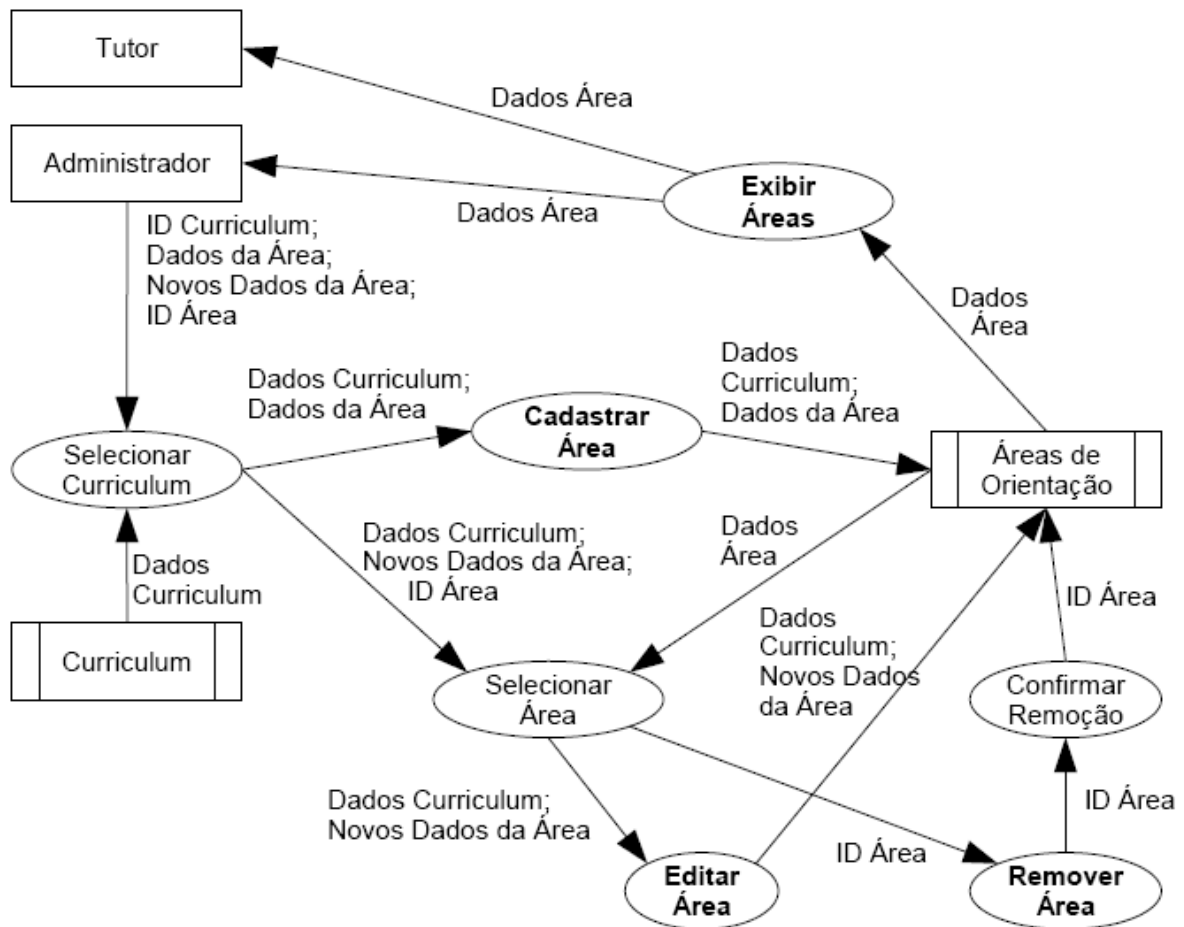 Tutor
Dados Área
Administrador
Dados Área
Exibir
Áreas
ID Curriculum;
Dados da Área;
Novos Dados da Área;
ID Área
Dados
Área
Dados Curriculum;
Dados da Área
Cadastrar
Área
Dados
Curriculum;
Dados da Área
Selecionar
Curriculum
Áreas de
Orientação
Dados
Curriculum
Dados Curriculum;
Novos Dados da Área;
ID Área
Dados
Área
Curriculum
Selecionar
Área
Dados
Curriculum;
Novos Dados
da Área
ID Área
Confirmar
Remoção
Dados Curriculum;
Novos Dados da Área
ID Área
ID Área
Editar
Área
Remover
Área